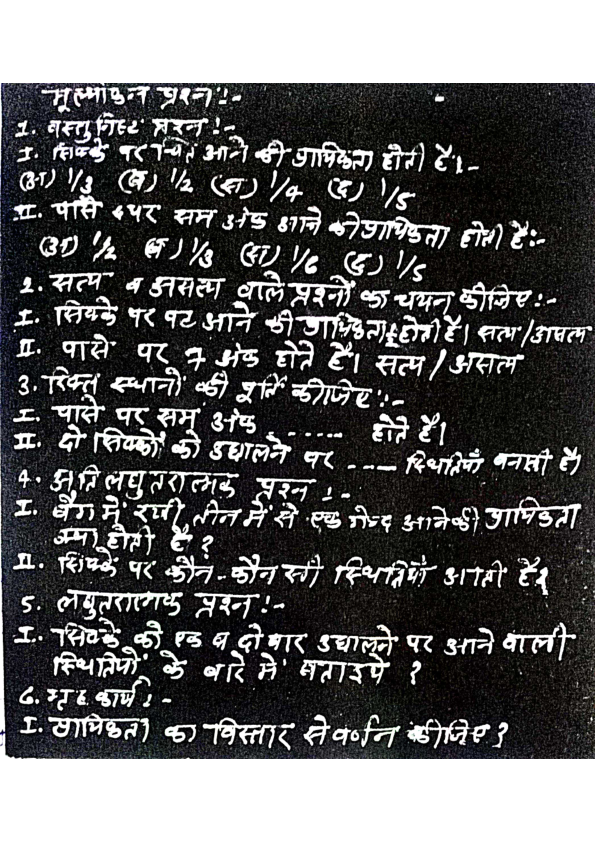 मूल्यांकन प्रश्न :-
1. वस्तुनिष्ठ प्रश्न :-
I. सिक्के पर चित आने की प्रायिकता होती है।-
(अ) 1/3 (ब) 1/2 (स) 1/4 (द) 1/5
II. पासे पर सम अंक आने की प्रायिकता होती है:-
(अ) 1/2 (ब) 1/3 (स) 1/6 (द) 1/5
2. सत्य व असत्य वाले प्रश्नों का चयन कीजिए :-
I. सिक्के पर पट आने की प्रायिकता होती है। सत्य/असत्य
II. पासे पर 7 अंक होते है। सत्य/असत्य
3. रिक्त स्थानों की पूर्ति कीजिए :-
I पासे पर सम अंक ------ होते है।
II. दो सिक्कों को उछालने पर ---- स्थितियाँ बनती है।
4. अति लघुतरात्मक प्रश्न :-
I. बैग में रखी तीन में से एक गेन्द आने की प्रायिकता
क्या होती है ?
II. सिक्के पर कौन-कौन सी स्थितियाँ आती है?
5. लघुतरात्मक प्रश्न :-
I. सिक्के को एक व दो बार उछालने पर आने वाली
स्थितियों के बारे में बताइये ?
6. गृह कार्य :-
I. प्रायिकता का विस्तार से वर्णन कीजिए ?